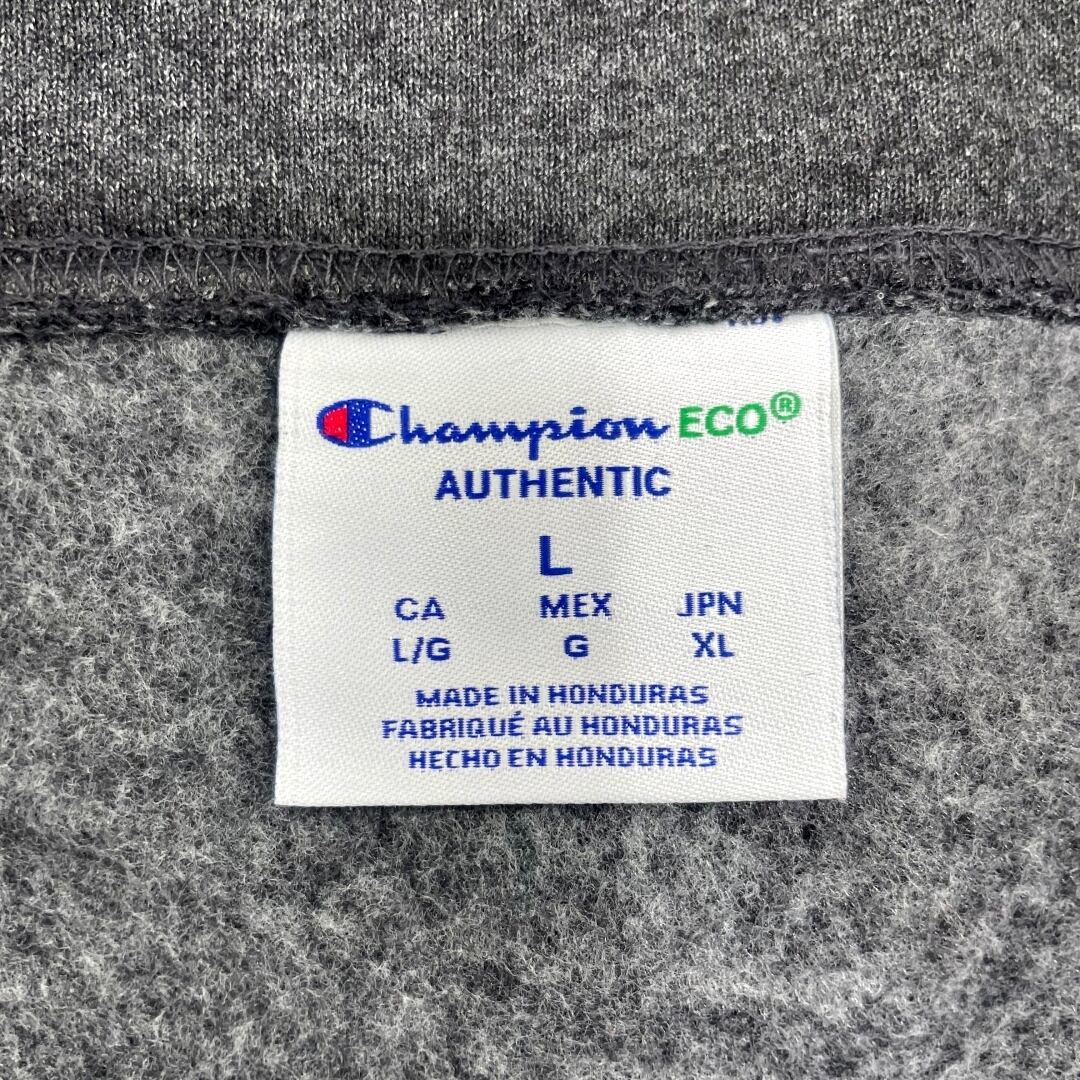 Champion ECO®
AUTHENTIC
L
CA MEX JPN
L/G G XL
MADE IN HONDURAS
FABRIQUÉ AU HONDURAS
HECHO EN HONDURAS